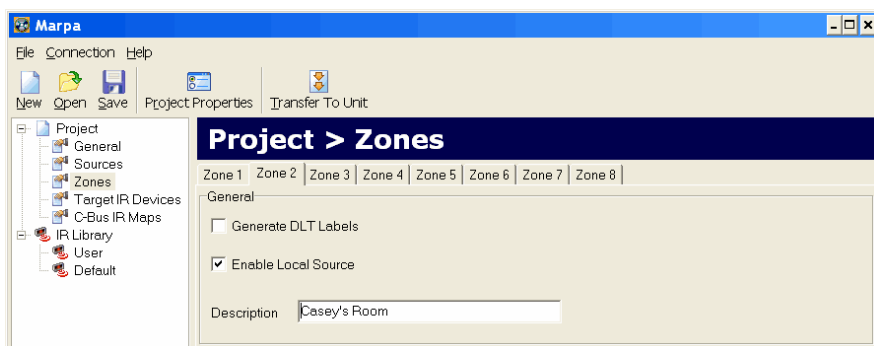 Marpa
File Connection Help
New Open Save Project Properties Transfer To Unit
Project
General
Sources
Zones
Target IR Devices
C-Bus IR Maps
IR Library
User
Default
Project > Zones
Zone 1 Zone 2 Zone 3 Zone 4 Zone 5 Zone 6 Zone 7 Zone 8
General
Generate DLT Labels
Enable Local Source
Description Casey's Room